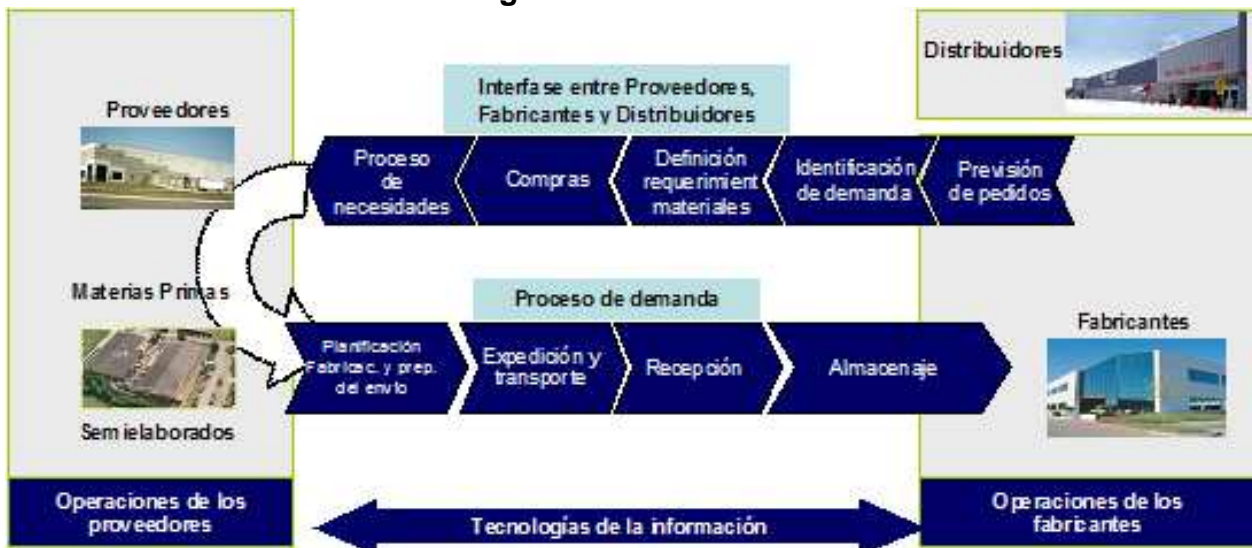 Distribuidores
Interfase entre Proveedores,
Fabricantes y Distribuidores
Proveedores
Proceso
de
necesidades
Compras
Definición
requerimient
materiales
Identificación
de demanda
Previsión
de pedidos
Materias Primas
Proceso de demanda
Planificación
Fabricac. y prep.
del envío
Expedición y
transporte
Recepción
Almacenaje
Fabricantes
Semielaborados
Operaciones de los
proveedores
Tecnologías de la información
Operaciones de los
fabricantes